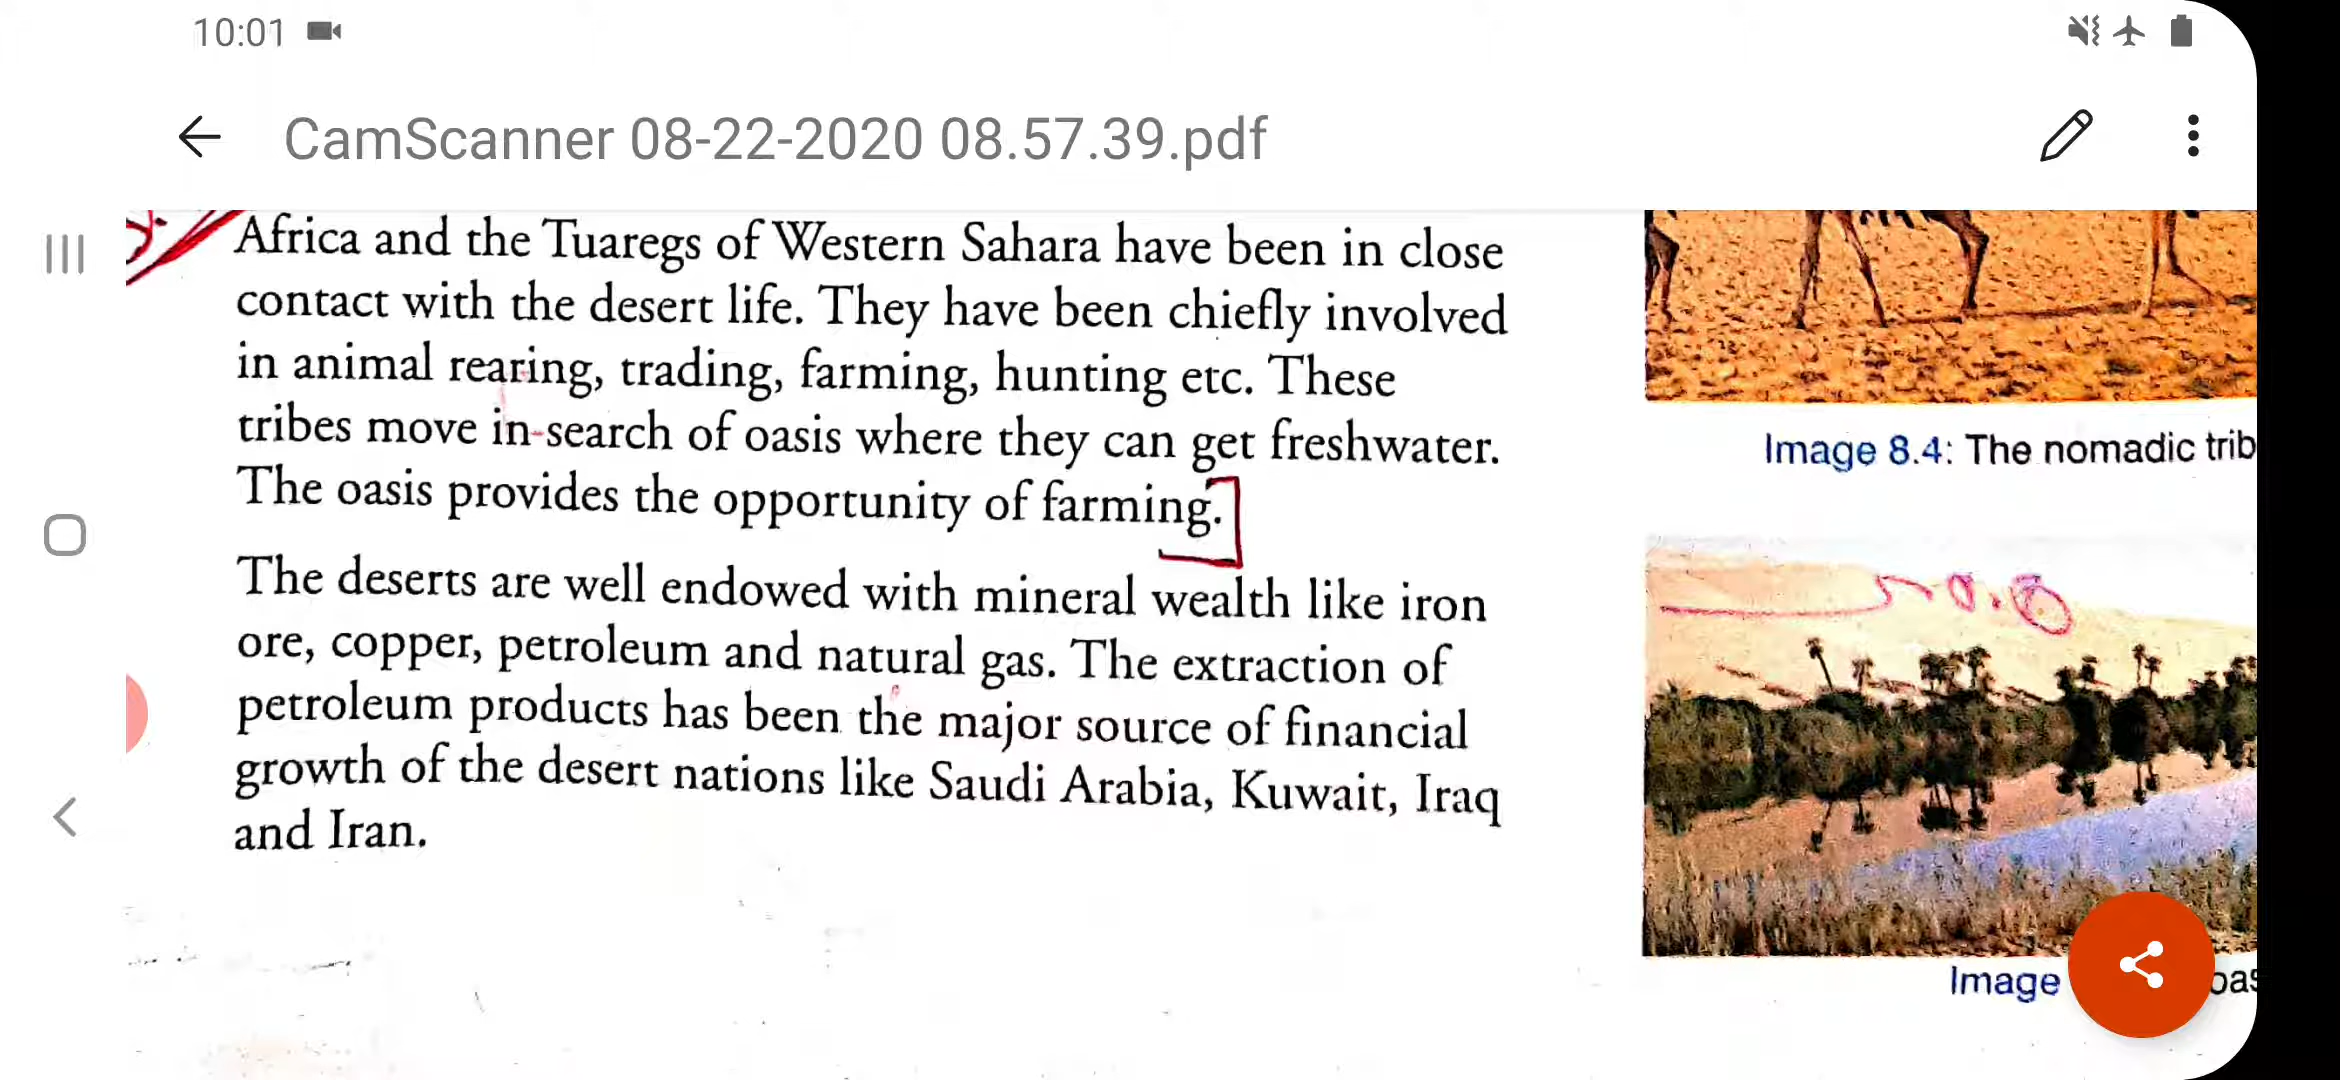 10:01
CamScanner 08-22-2020 08.57.39.pdf
Africa and the Tuaregs of Western Sahara have been in close
contact with the desert life. They have been chiefly involved
in animal rearing, trading, farming, hunting etc. These
tribes move in search of oasis where they can get freshwater.
The oasis provides the opportunity of farming.
The deserts are well endowed with mineral wealth like iron
ore, copper, petroleum and natural gas. The extraction of
petroleum products has been the major source of financial
growth of the desert nations like Saudi Arabia, Kuwait, Iraq
and Iran.
Image 8.4: The nomadic trib
Image